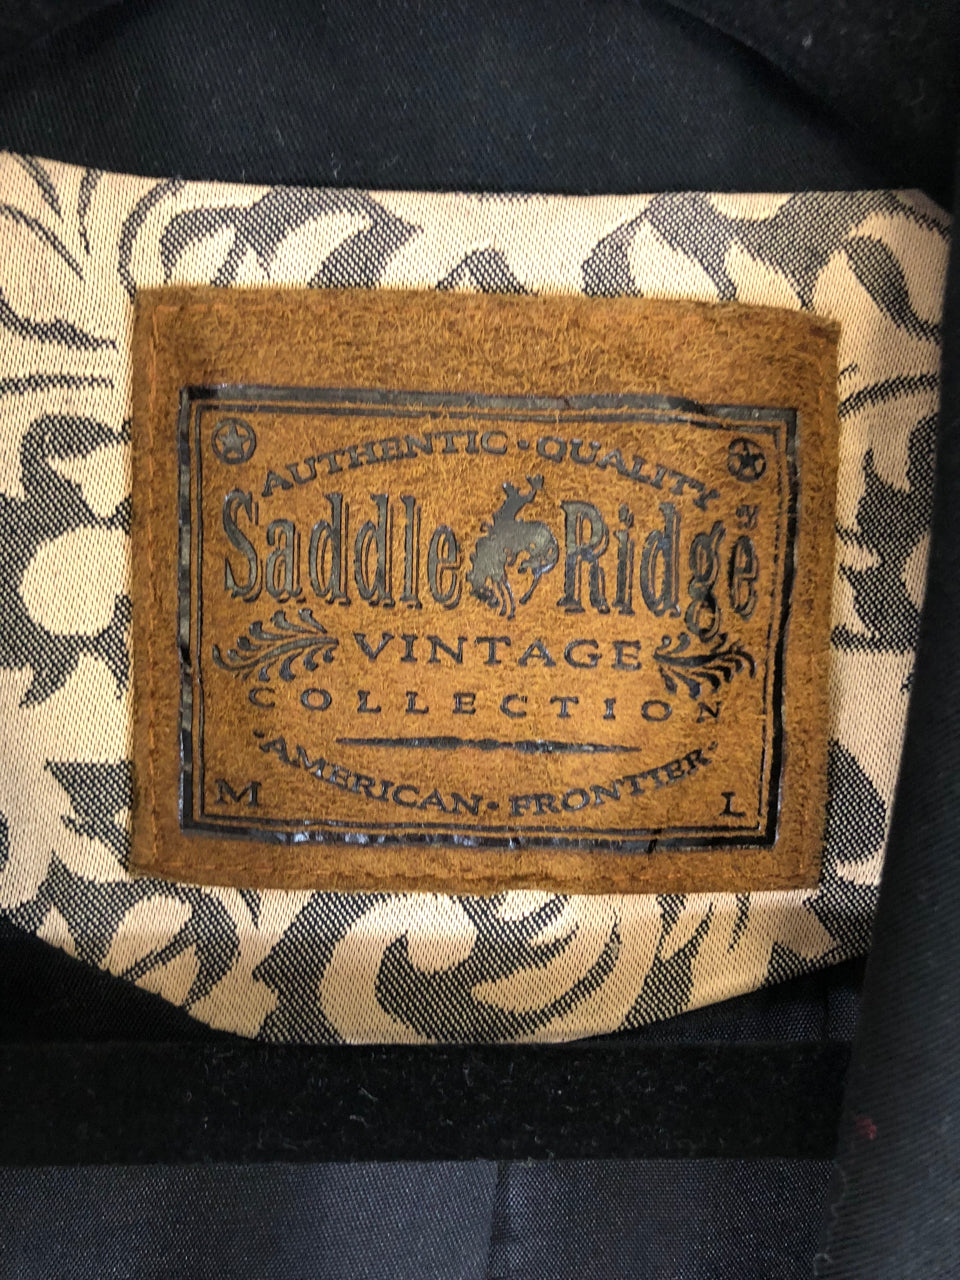 AUTHENTIC • QUALITY
Saddle Ridge
VINTAGE
COLLECTION
• AMERICAN • FRONTIER •
M L